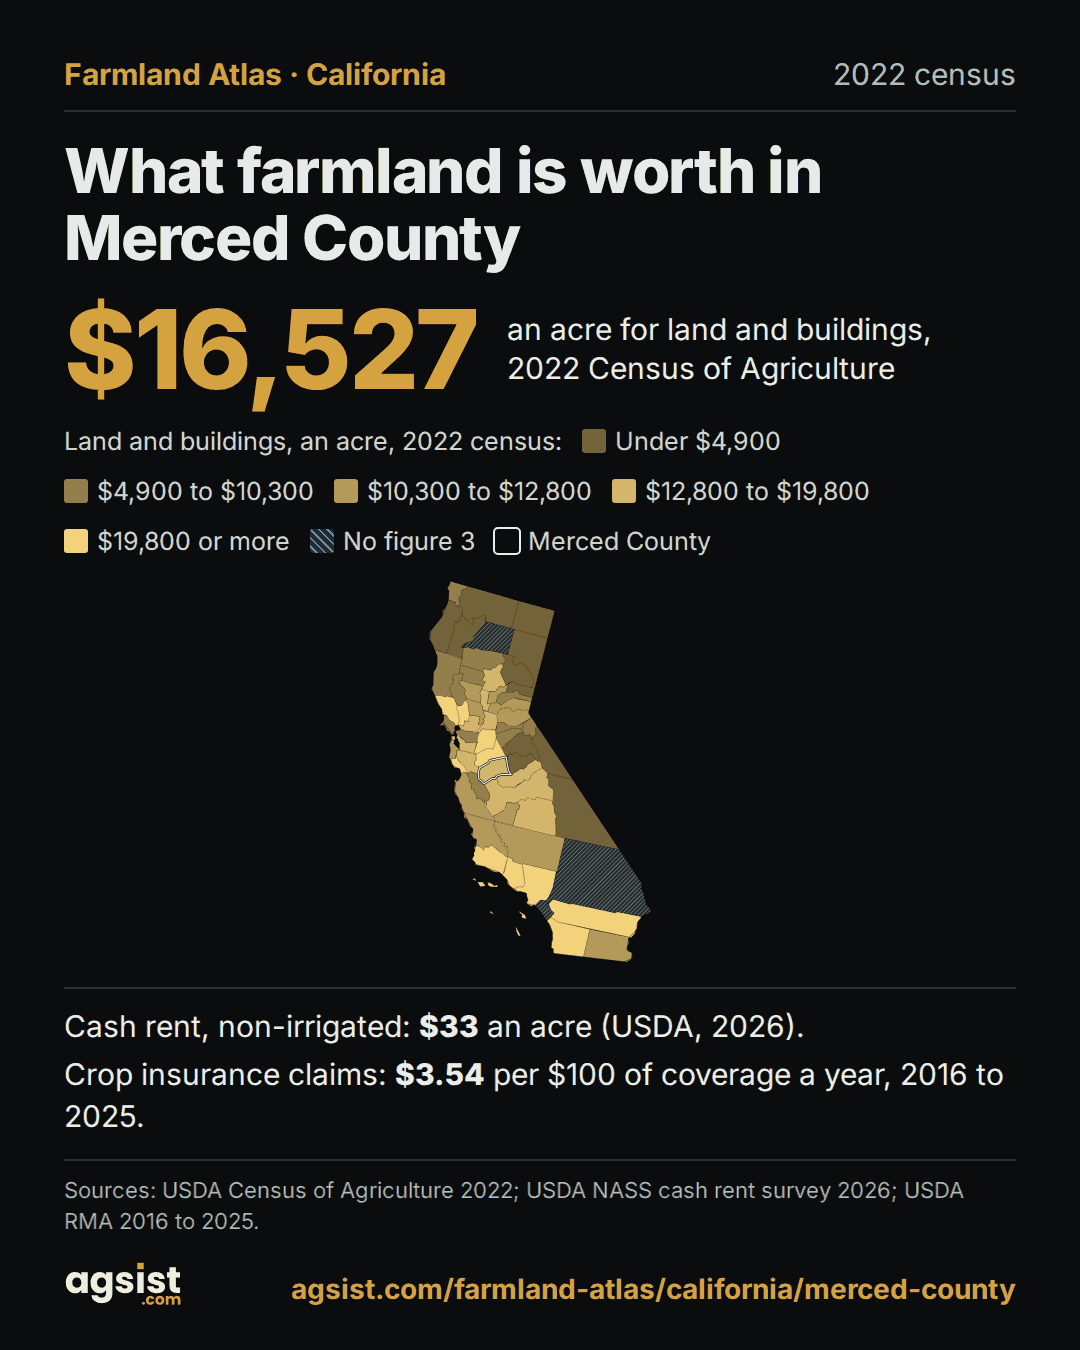 Farmland Atlas · California
2022 census
What farmland is worth in
Merced County
$16,527
an acre for land and buildings,
2022 Census of Agriculture
Land and buildings, an acre, 2022 census: Under $4,900
$4,900 to $10,300 $10,300 to $12,800 $12,800 to $19,800
$19,800 or more No figure 3 Merced County
Cash rent, non-irrigated: $33 an acre (USDA, 2026).
Crop insurance claims: $3.54 per $100 of coverage a year, 2016 to
2025.
Sources: USDA Census of Agriculture 2022; USDA NASS cash rent survey 2026; USDA
RMA 2016 to 2025.
agsist
.com
agsist.com/farmland-atlas/california/merced-county